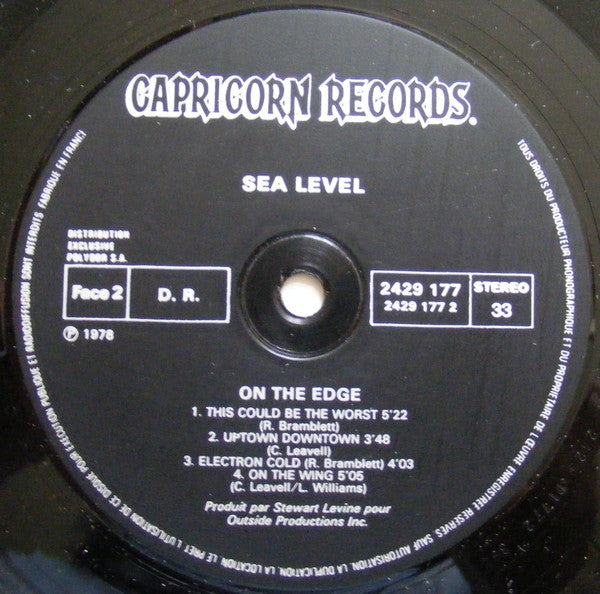 CAPRICORN RECORDS.
SEA LEVEL
DISTRIBUTION
EXCLUSIVE
POLYDOR S.A.
Face 2
D. R.
2429 177
2429 177 2
STEREO
33
℗ 1978
ON THE EDGE
1. THIS COULD BE THE WORST 5'22
(R. Bramblett)
2. UPTOWN DOWNTOWN 3'48
(C. Leavell)
3. ELECTRON COLD (R. Bramblett) 4'03
4. ON THE WING 5'05
(C. Leavell/L. Williams)
Produit par Stewart Levine pour
Outside Productions Inc.
TOUS DROITS DU PRODUCTEUR PHONOGRAPHIQUE ET DU PROPRIETAIRE DE L'ŒUVRE ENREGISTREE RESERVES SAUF AUTORISATION LA DUPLICATION LA LOCATION LE PRET L'UTILISATION DE CE DISQUE POUR EXECUTION PUBLIQUE ET RADIODIFFUSION SONT INTERDITS FABRIQUE EN FRANCE